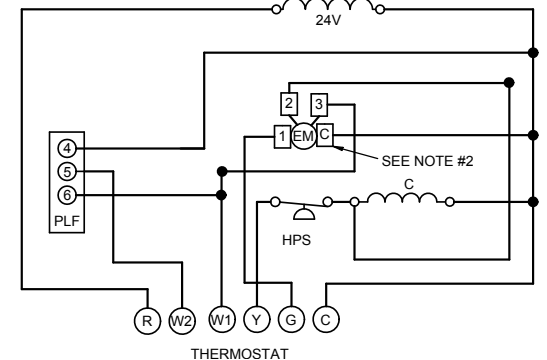 24V
2 3
1 EM C
SEE NOTE #2
4
5
6
PLF
C
HPS
R W2 W1 Y G C
THERMOSTAT